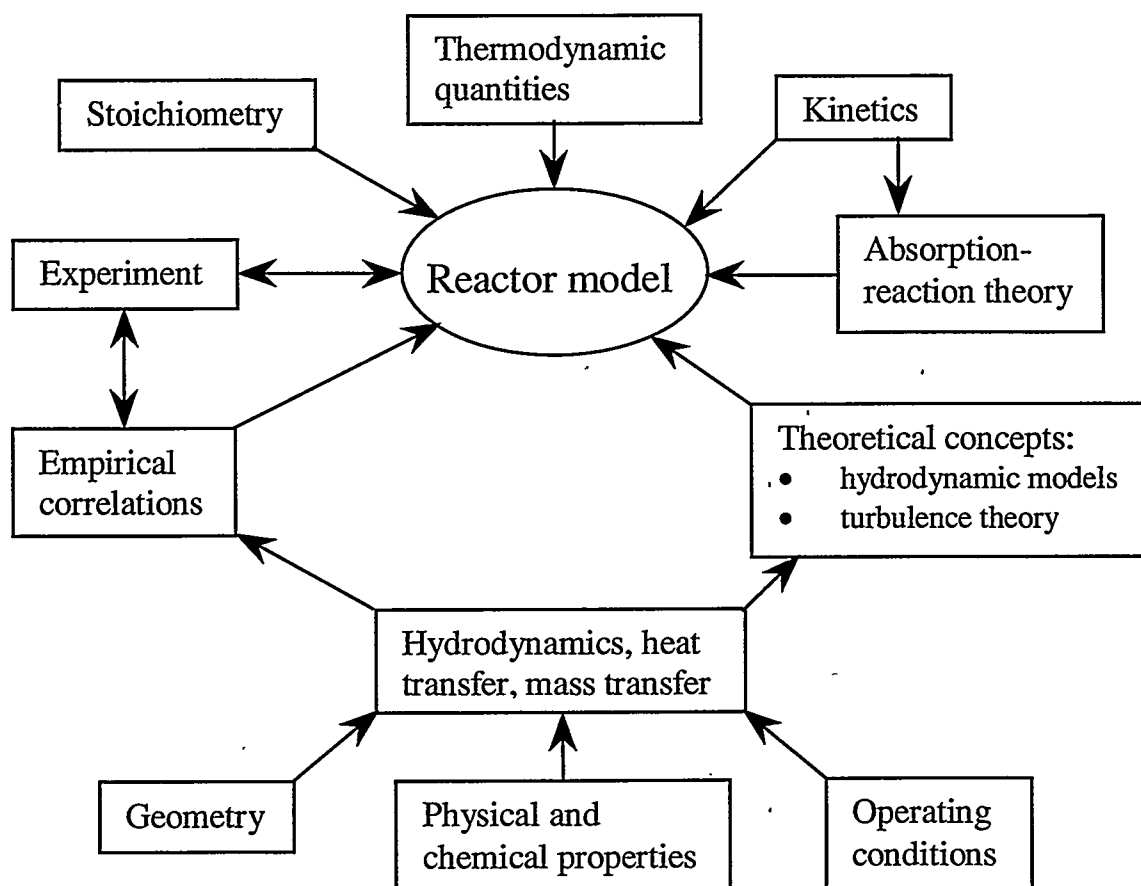 Thermodynamic
quantities
Stoichiometry
Kinetics
Experiment
Reactor model
Absorption-
reaction theory
Empirical
correlations
Theoretical concepts:
• hydrodynamic models
• turbulence theory
Hydrodynamics, heat
transfer, mass transfer
Geometry
Physical and
chemical properties
Operating
conditions